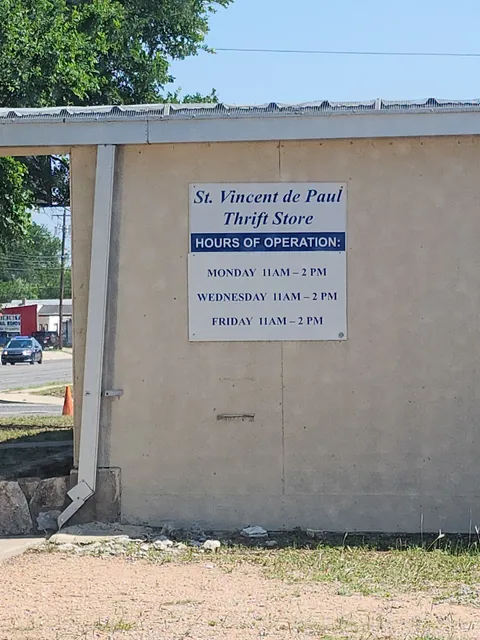 St. Vincent de Paul
Thrift Store
HOURS OF OPERATION:
MONDAY 11AM – 2 PM
WEDNESDAY 11AM – 2 PM
FRIDAY 11AM – 2 PM